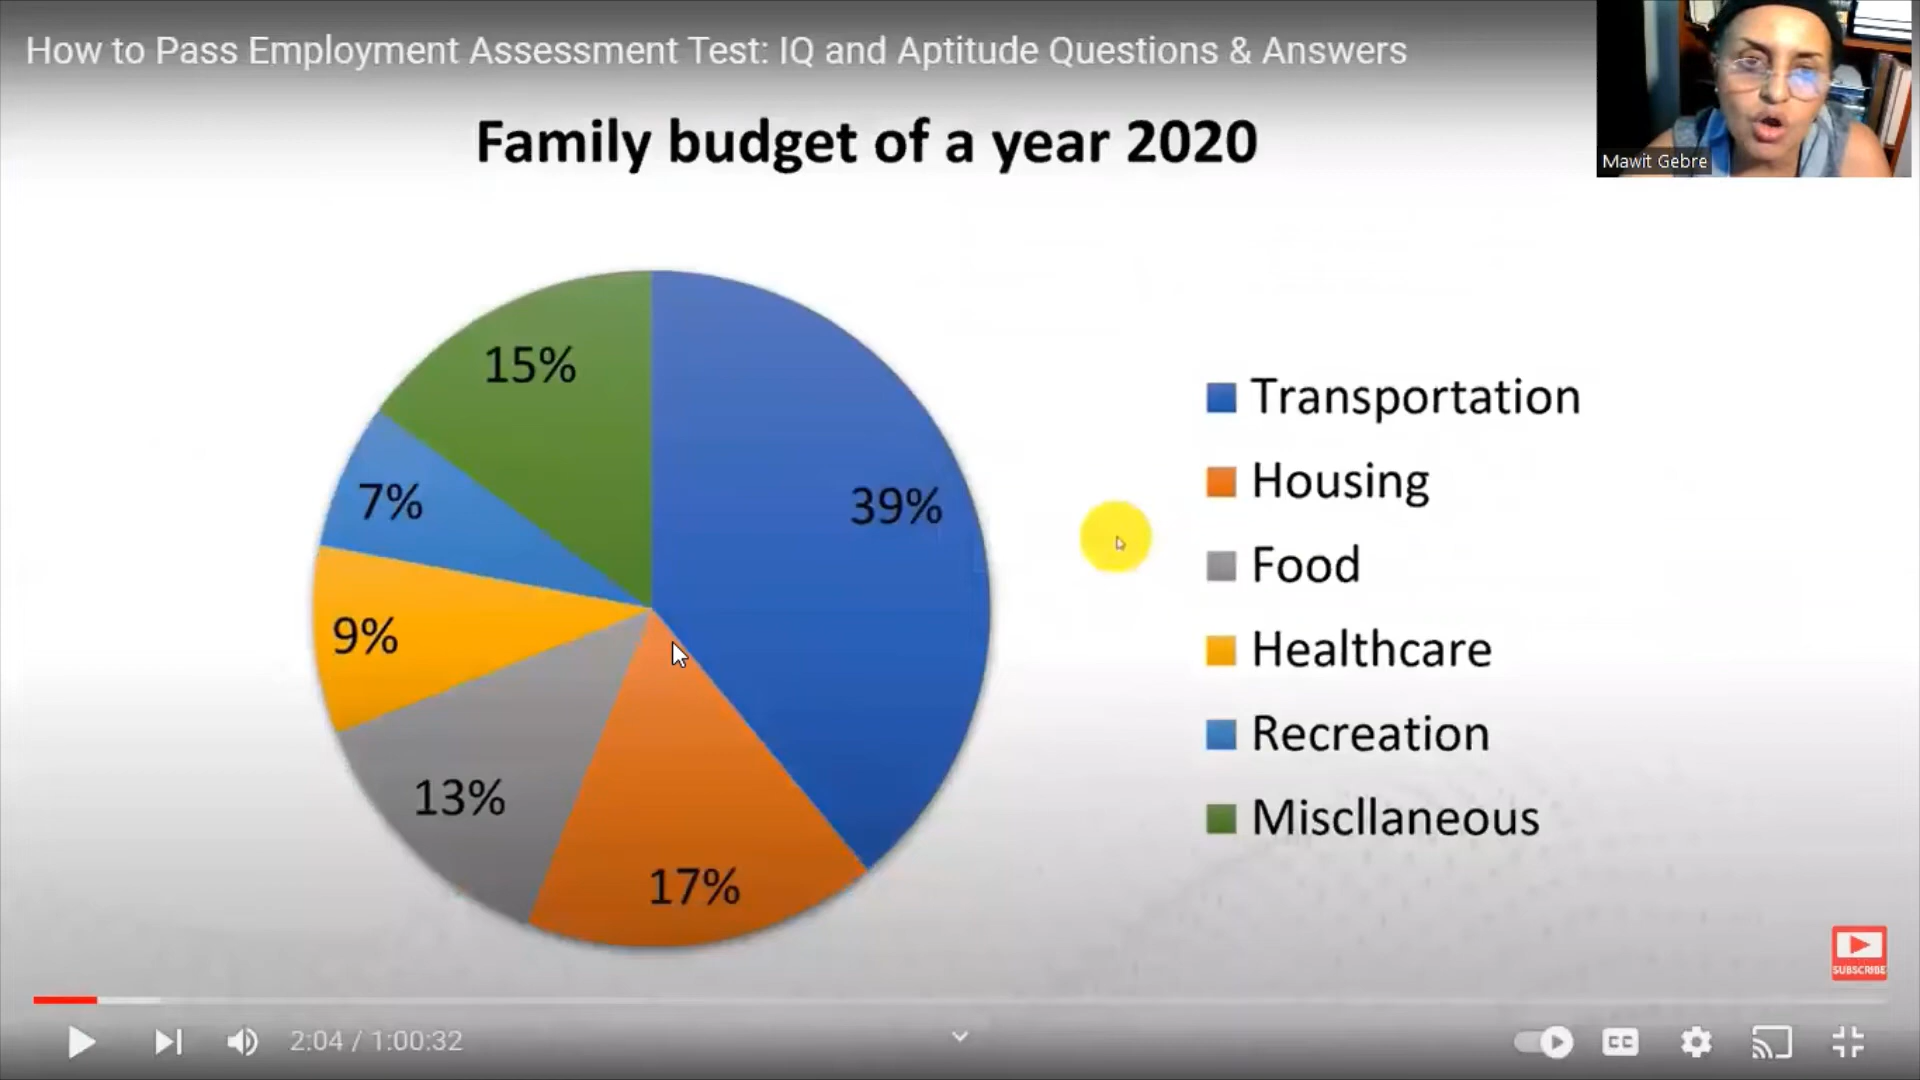 How to Pass Employment Assessment Test: IQ and Aptitude Questions & Answers
Mawit Gebre
Family budget of a year 2020
15%
39%
7%
9%
13%
17%
Transportation
Housing
Food
Healthcare
Recreation
Miscllaneous
SUBSCRIBE
2:04 / 1:00:32
CC